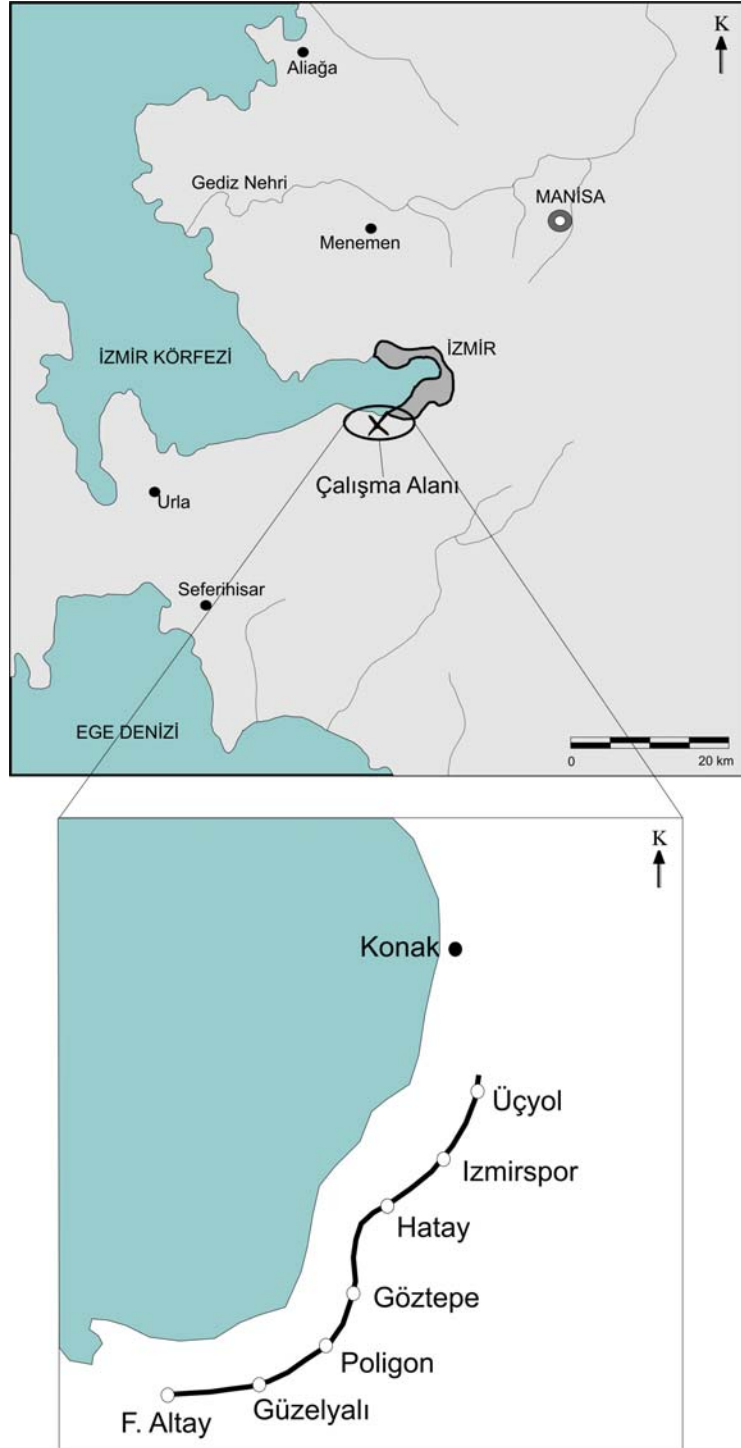 K
Aliağa
Gediz Nehri
MANİSA
Menemen
İZMİR KÖRFEZİ
İZMİR
Çalışma Alanı
Urla
Seferihisar
EGE DENİZİ
0 20 km
K
Konak
Üçyol
Izmirspor
Hatay
Göztepe
Poligon
Güzelyalı
F. Altay